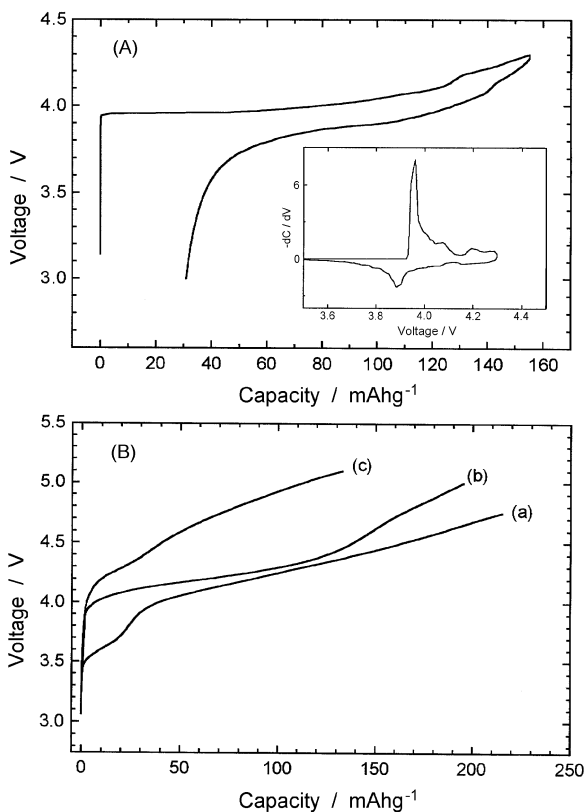 (A)
4.5
4.0
3.5
3.0
Voltage / V
0 20 40 60 80 100 120 140 160
Capacity / mAhg-1
6
0
-dC / dV
3.6 3.8 4.0 4.2 4.4
Voltage / V
(B)
5.5
5.0
4.5
4.0
3.5
3.0
Voltage / V
(c)
(b)
(a)
0 50 100 150 200 250
Capacity / mAhg-1